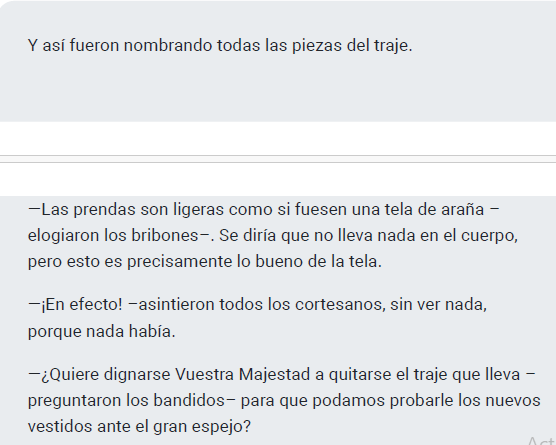 Y así fueron nombrando todas las piezas del traje.
—Las prendas son ligeras como si fuesen una tela de araña –
elogiaron los bribones–. Se diría que no lleva nada en el cuerpo,
pero esto es precisamente lo bueno de la tela.
—¡En efecto! –asintieron todos los cortesanos, sin ver nada,
porque nada había.
—¿Quiere dignarse Vuestra Majestad a quitarse el traje que lleva –
preguntaron los bandidos– para que podamos probarle los nuevos
vestidos ante el gran espejo?